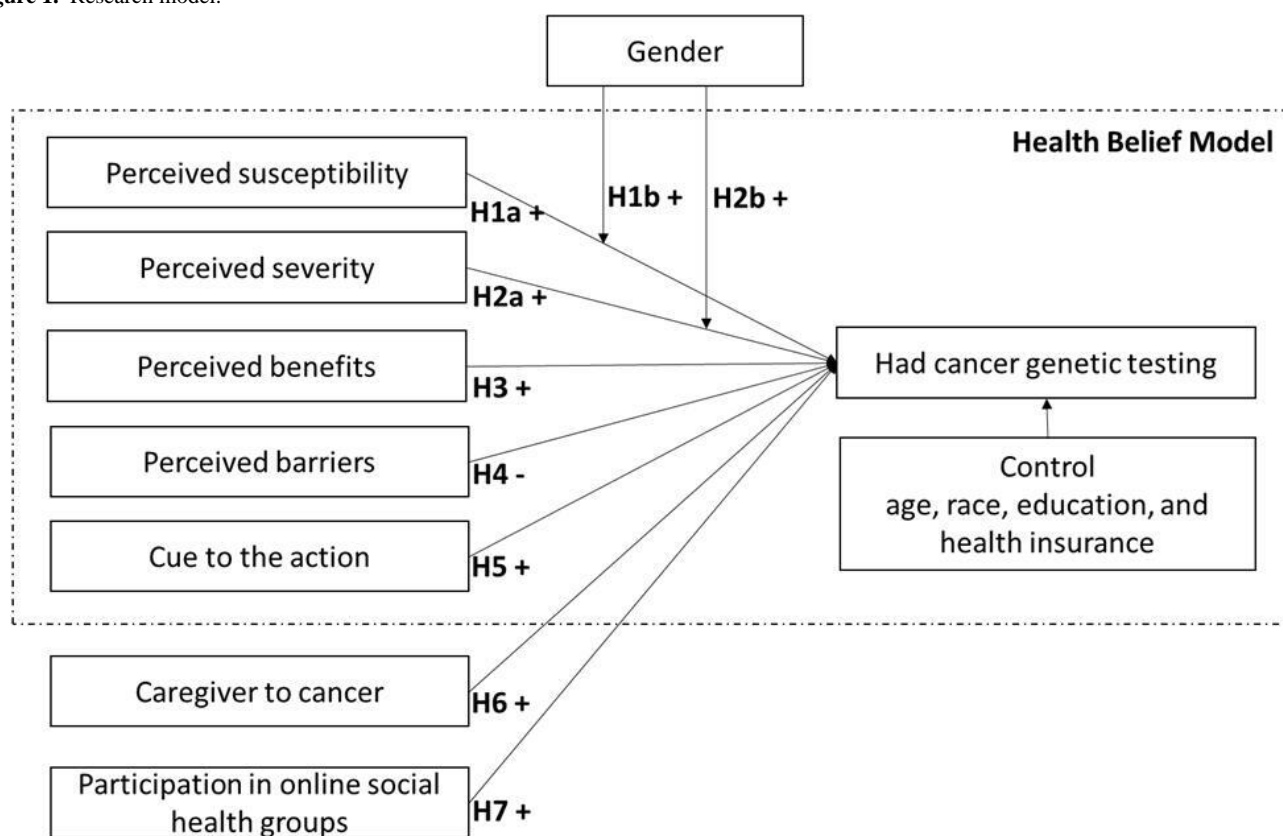 Figure 1. Research model.
Gender
Health Belief Model
Perceived susceptibility
H1a +
H1b +
H2b +
Perceived severity
H2a +
Perceived benefits
H3 +
Had cancer genetic testing
Perceived barriers
H4 -
Control
age, race, education, and
health insurance
Cue to the action
H5 +
Caregiver to cancer
H6 +
Participation in online social
health groups
H7 +